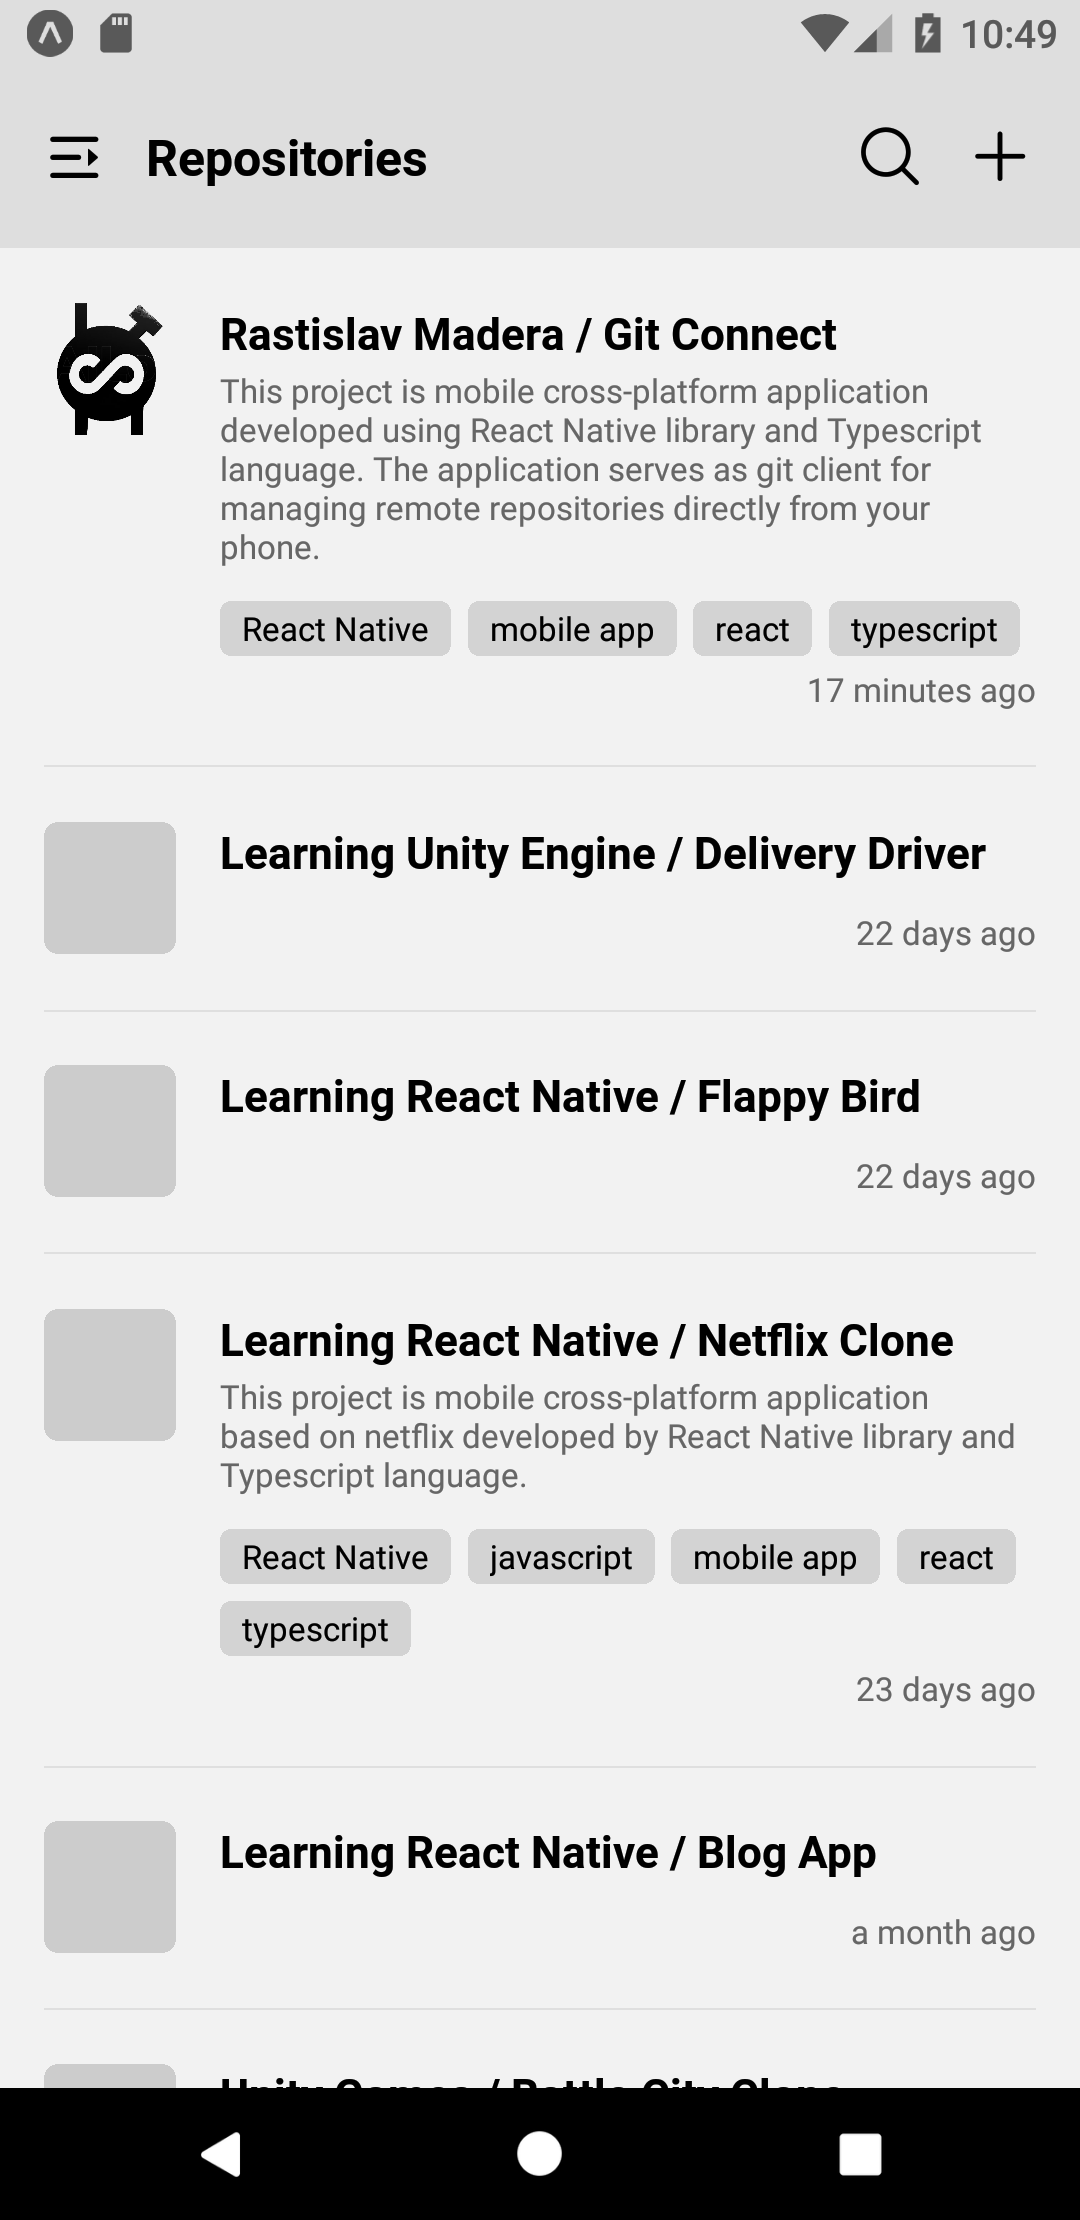 10:49
Repositories
Rastislav Madera / Git Connect
This project is mobile cross-platform application
developed using React Native library and Typescript
language. The application serves as git client for
managing remote repositories directly from your
phone.
React Native mobile app react typescript
17 minutes ago
Learning Unity Engine / Delivery Driver
22 days ago
Learning React Native / Flappy Bird
22 days ago
Learning React Native / Netflix Clone
This project is mobile cross-platform application
based on netflix developed by React Native library and
Typescript language.
React Native javascript mobile app react
typescript
23 days ago
Learning React Native / Blog App
a month ago
Unity Games / Battle City Clone